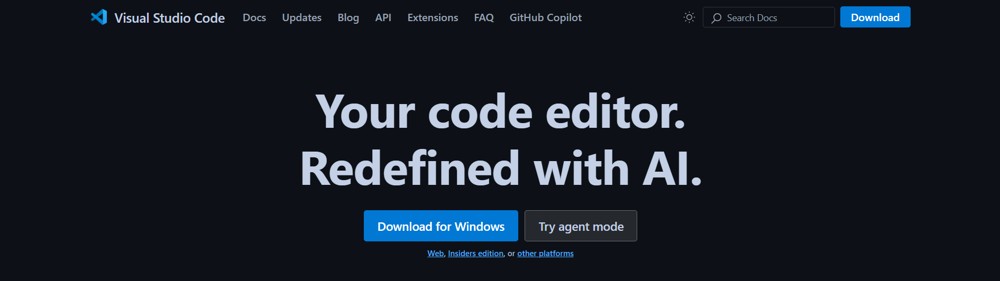 Visual Studio Code Docs Updates Blog API Extensions FAQ GitHub Copilot Search Docs Download
Your code editor.
Redefined with AI.
Download for Windows Try agent mode
Web, Insiders edition, or other platforms